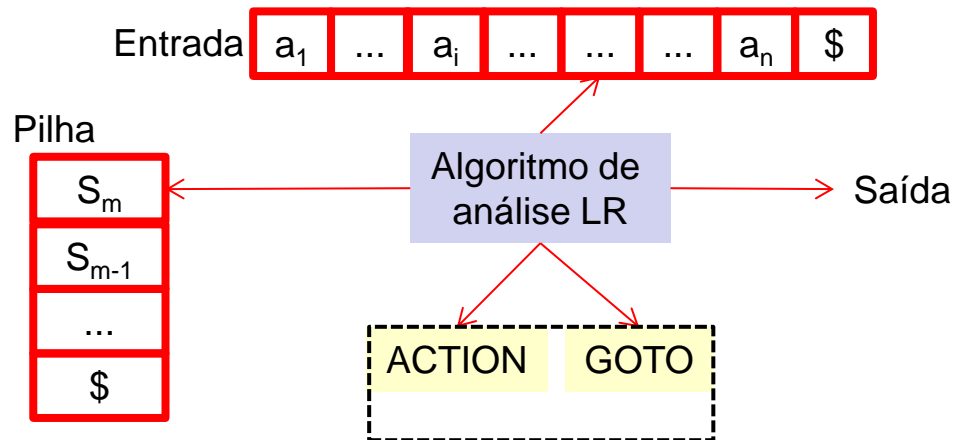 Entrada a₁ ... aᵢ ... ... ... aₙ $
Pilha
Algoritmo de
análise LR
Saída
Sₘ
Sₘ₋₁
...
$
ACTION GOTO